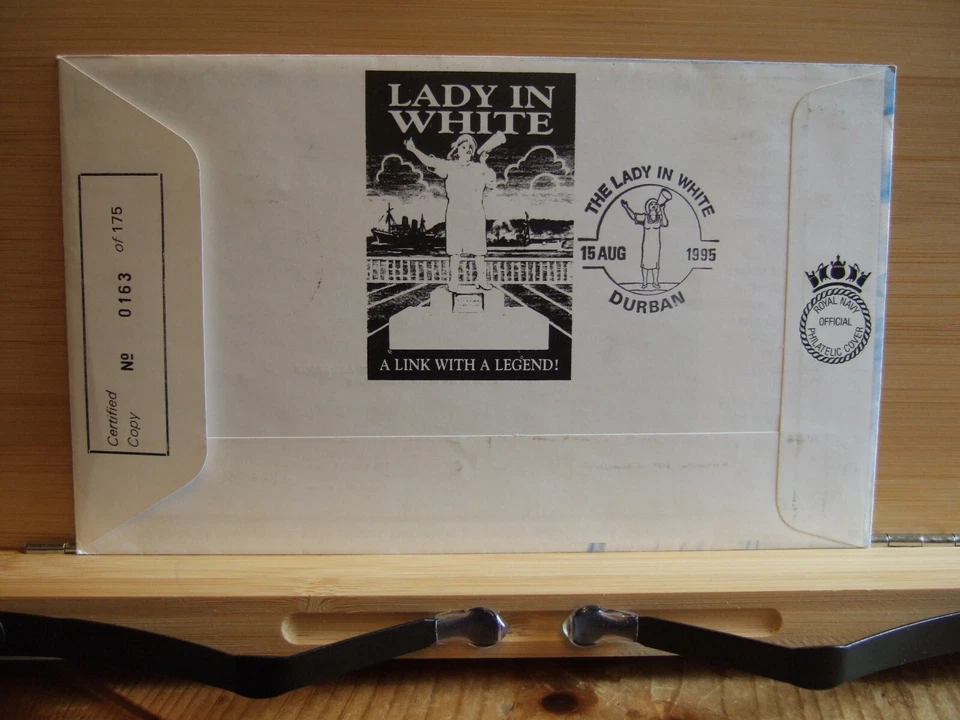 Certified
Copy
Nº 0163 of 175
LADY IN
WHITE
A LINK WITH A LEGEND!
THE LADY IN WHITE
15 AUG 1995
DURBAN
ROYAL NAVY
OFFICIAL
PHILATELIC COVER